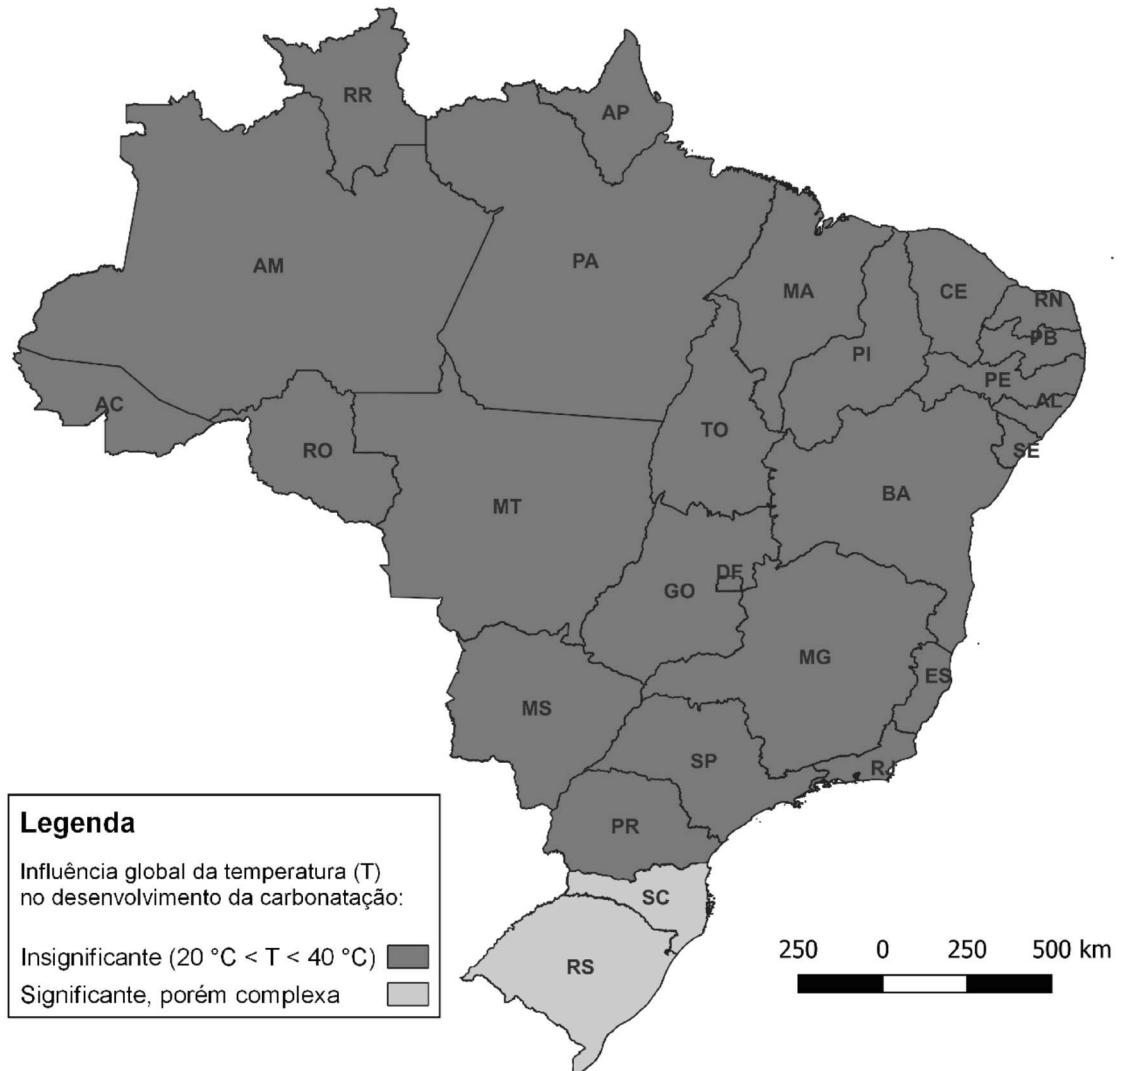 RR
AP
AM
PA
MA
CE
RN
PB
PI
PE
AC
AL
TO
RO
SE
BA
MT
DF
GO
MG
ES
MS
SP
RJ
PR
SC
RS
Legenda
Influência global da temperatura (T)
no desenvolvimento da carbonatação:
Insignificante (20 °C < T < 40 °C)
Significante, porém complexa
250 0 250 500 km